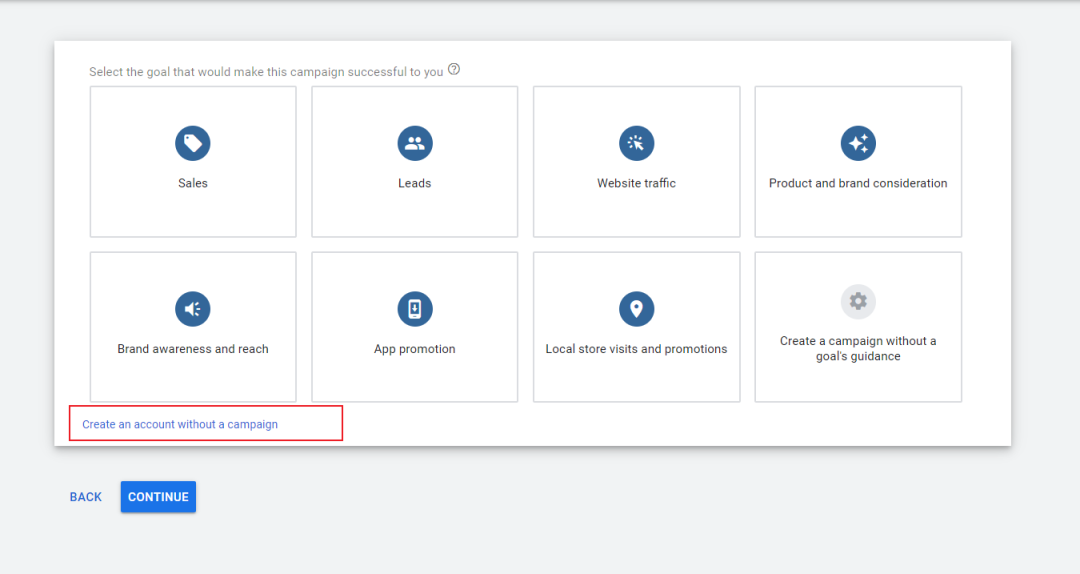 Select the goal that would make this campaign successful to you
Sales
Leads
Website traffic
Product and brand consideration
Brand awareness and reach
App promotion
Local store visits and promotions
Create a campaign without a
goal's guidance
Create an account without a campaign
BACK
CONTINUE